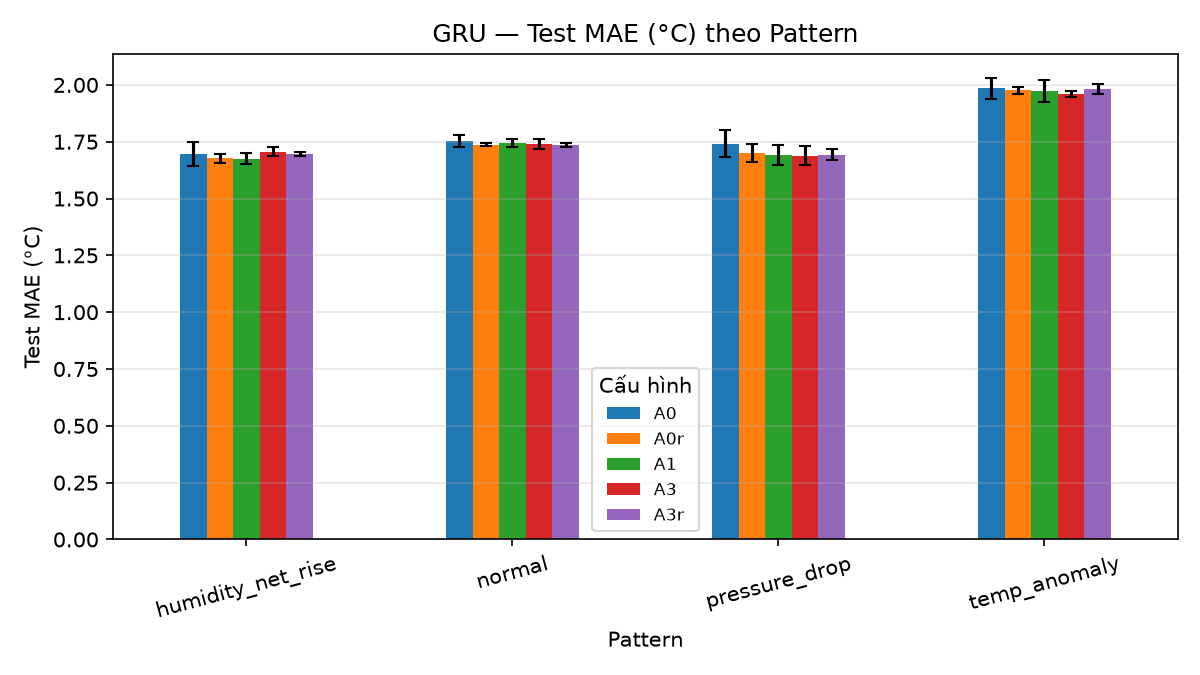 GRU — Test MAE (°C) theo Pattern
Test MAE (°C)
2.00
1.75
1.50
1.25
1.00
0.75
0.50
0.25
0.00
Cấu hình
A0
A0r
A1
A3
A3r
humidity_net_rise
normal
pressure_drop
temp_anomaly
Pattern